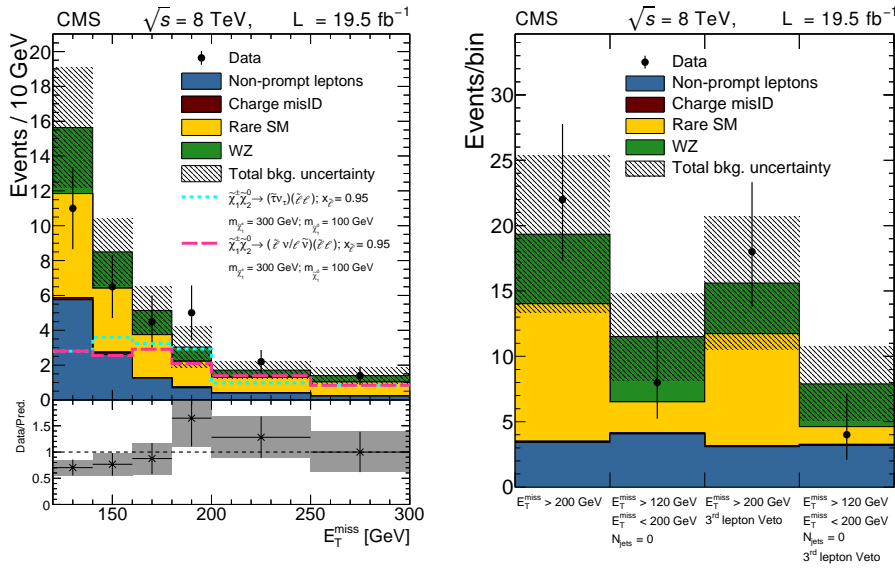 CMS √s = 8 TeV, L = 19.5 fb⁻¹
Events / 10 GeV
20
18
16
14
12
10
8
6
4
2
0
Data
Non-prompt leptons
Charge misID
Rare SM
WZ
Total bkg. uncertainty
χ̃₁± χ̃₂⁰ → (τ̃ν_τ)(ℓ̃ℓ); x_ℓ̃ = 0.95
m_χ̃₁± = 300 GeV; m_χ̃₁⁰ = 100 GeV
χ̃₁± χ̃₂⁰ → (ℓ̃ ν/ℓ ν̃)(ℓ̃ℓ); x_ℓ̃ = 0.95
m_χ̃₁± = 300 GeV; m_χ̃₁⁰ = 100 GeV
Data/Pred.
1.5
1
0.5
0
150 200 250 300
E_T^miss [GeV]
CMS √s = 8 TeV, L = 19.5 fb⁻¹
Events/bin
30
25
20
15
10
5
0
Data
Non-prompt leptons
Charge misID
Rare SM
WZ
Total bkg. uncertainty
E_T^miss > 200 GeV
E_T^miss > 120 GeV
E_T^miss < 200 GeV
N_jets = 0
E_T^miss > 200 GeV
3rd lepton Veto
E_T^miss > 120 GeV
E_T^miss < 200 GeV
N_jets = 0
3rd lepton Veto